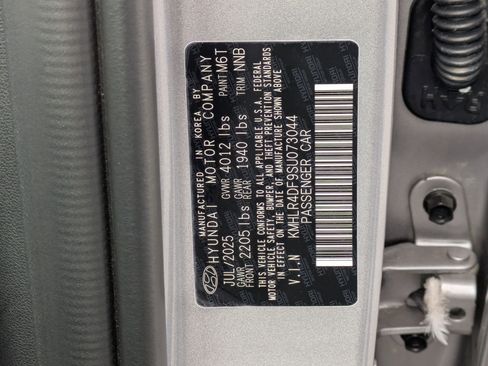 MANUFACTURED IN KOREA BY
HYUNDAI MOTOR COMPANY
JUL/2025 GVWR 4012 lbs PAINT M6T
GAWR FRONT 2205 lbs GAWR REAR 1940 lbs TRIM NNB
THIS VEHICLE CONFORMS TO ALL APPLICABLE U.S.A. FEDERAL
MOTOR VEHICLE SAFETY, BUMPER, AND THEFT PREVENTION STANDARDS
IN EFFECT ON THE DATE OF MANUFACTURE SHOWN ABOVE.
V.I.N KMHLR4DF9SU073044
PASSENGER CAR